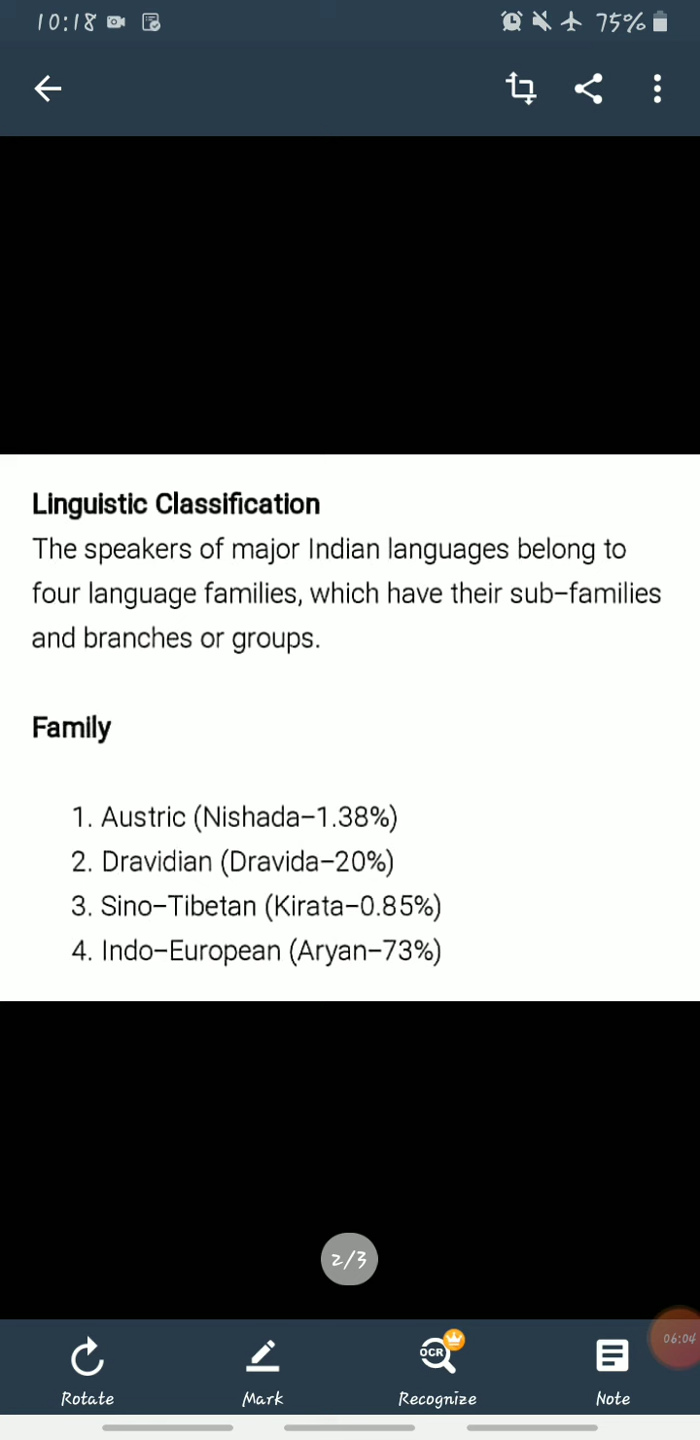 10:18 75%
Linguistic Classification
The speakers of major Indian languages belong to
four language families, which have their sub-families
and branches or groups.
Family
1. Austric (Nishada-1.38%)
2. Dravidian (Dravida-20%)
3. Sino-Tibetan (Kirata-0.85%)
4. Indo-European (Aryan-73%)
2/3
06:04
OCR
Rotate Mark Recognize Note